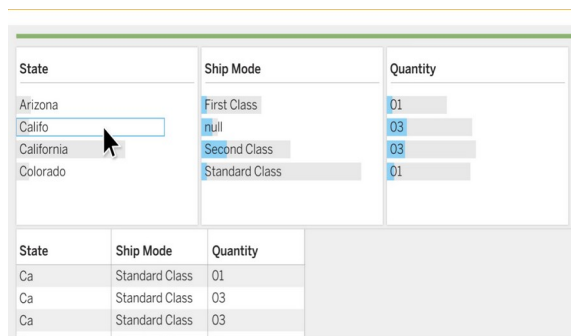 State Ship Mode Quantity
Arizona First Class 01
Califo null 03
California Second Class 03
Colorado Standard Class 01
State Ship Mode Quantity
Ca Standard Class 01
Ca Standard Class 03
Ca Standard Class 03